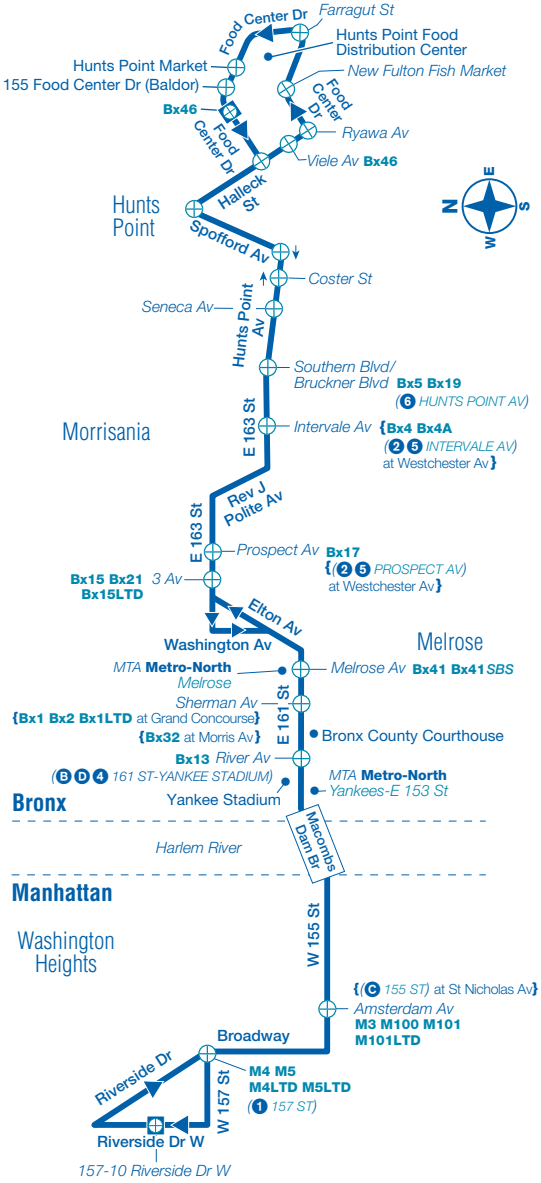 Farragut St
Food Center Dr
Hunts Point Food
Distribution Center
Hunts Point Market
New Fulton Fish Market
155 Food Center Dr (Baldor)
Food
Center
Dr
Bx46
Food
Center Dr
Ryawa Av
Viele Av Bx46
Halleck
St
Hunts
Point
E
N
S
W
Spofford Av
Coster St
Seneca Av
Hunts Point
Av
Southern Blvd/
Bruckner Blvd Bx5 Bx19
(6 HUNTS POINT AV)
E 163 St
Intervale Av {Bx4 Bx4A
(2 5 INTERVALE AV)
at Westchester Av}
Morrisania
Rev J
Polite Av
E 163 St
Prospect Av Bx17
{(2 5 PROSPECT AV)
at Westchester Av}
Bx15 Bx21 3 Av
Bx15LTD
Elton Av
Washington Av
Melrose
MTA Metro-North
Melrose
Melrose Av Bx41 Bx41SBS
Sherman Av
E 161 St
{Bx1 Bx2 Bx1LTD at Grand Concourse}
{Bx32 at Morris Av}
Bronx County Courthouse
Bx13 River Av
(B D 4 161 ST-YANKEE STADIUM)
MTA Metro-North
Yankees-E 153 St
Yankee Stadium
Bronx
Macombs
Dam Br
Harlem River
Manhattan
W 155 St
Washington
Heights
{(C 155 ST) at St Nicholas Av}
Amsterdam Av
M3 M100 M101
M101LTD
Broadway
Riverside Dr
W 157 St
M4 M5
M4LTD M5LTD
(1 157 ST)
Riverside Dr W
157-10 Riverside Dr W